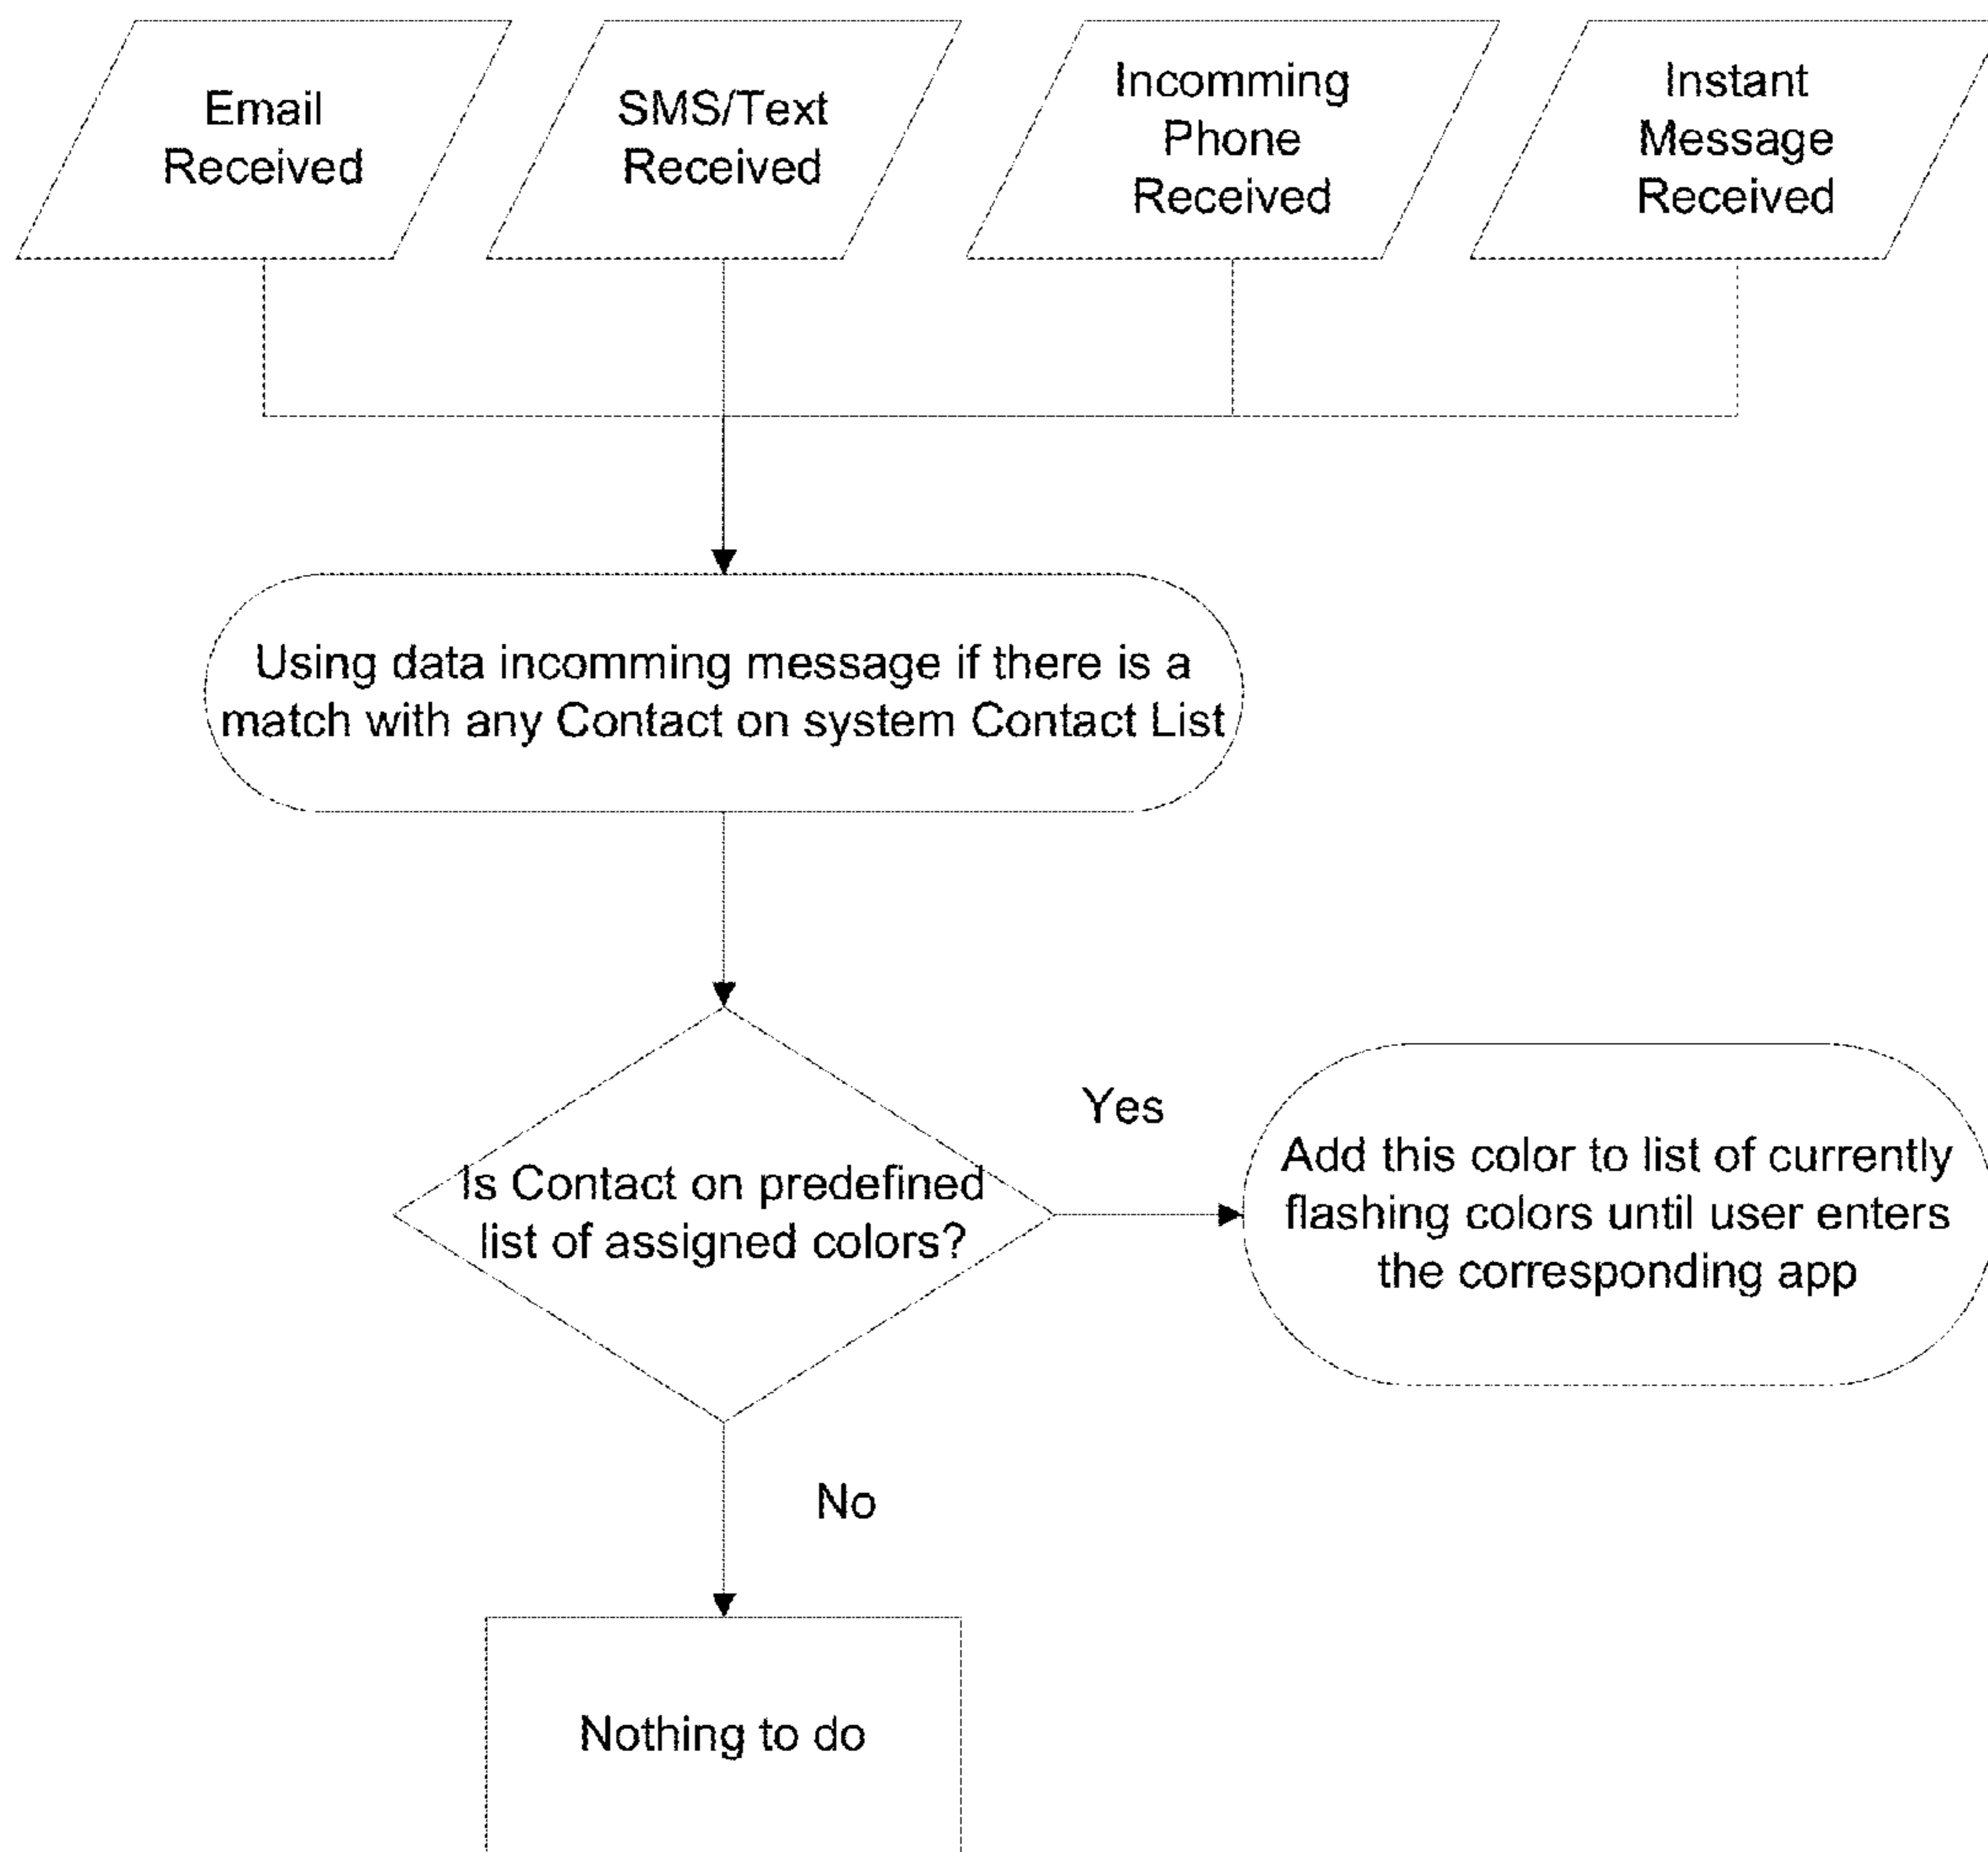 Email
Received
SMS/Text
Received
Incomming
Phone
Received
Instant
Message
Received
Using data incomming message if there is a
match with any Contact on system Contact List
Is Contact on predefined
list of assigned colors?
Yes
Add this color to list of currently
flashing colors until user enters
the corresponding app
No
Nothing to do